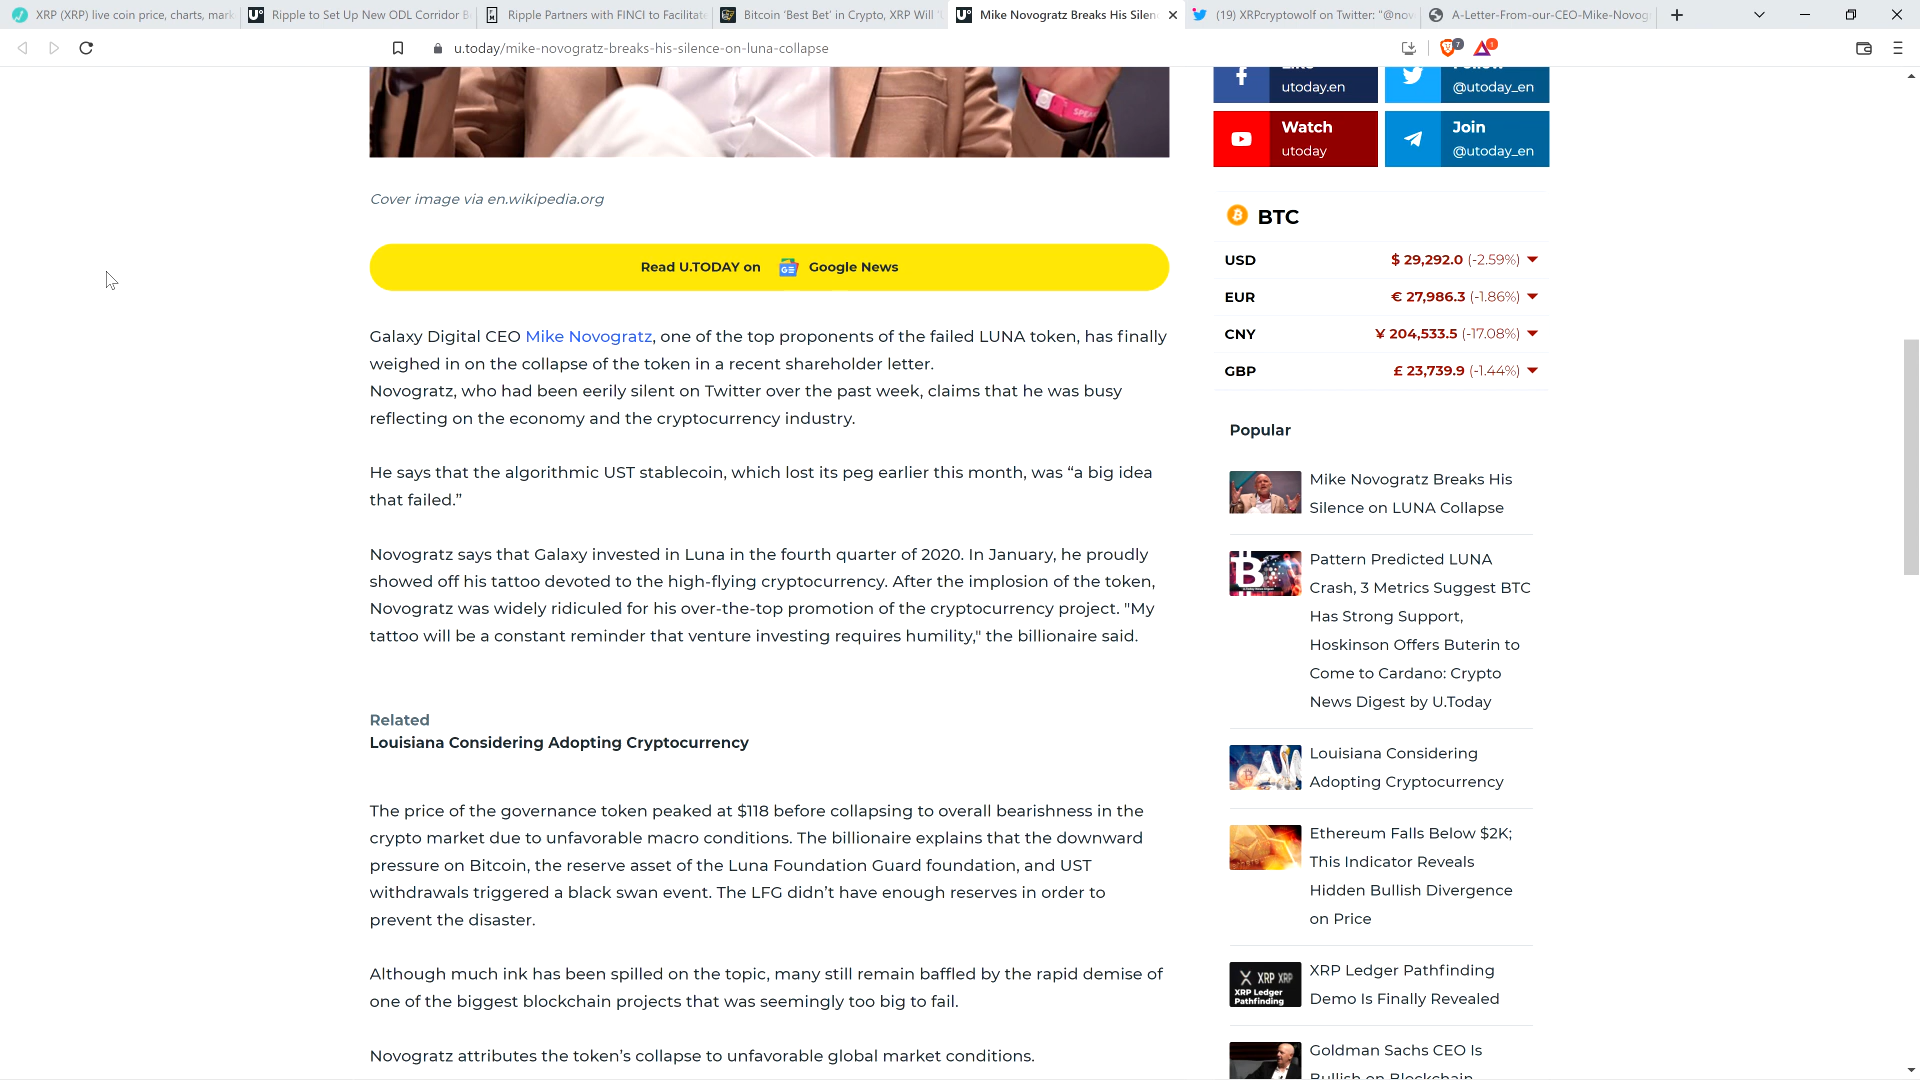 XRP (XRP) live coin price, charts, mark
Ripple to Set Up New ODL Corridor B
Ripple Partners with FINCI to Facilitat
Bitcoin 'Best Bet' in Crypto, XRP Will
Mike Novogratz Breaks His Silen
(19) XRPcryptowolf on Twitter: "@nov
A-Letter-From-our-CEO-Mike-Novog
u.today/mike-novogratz-breaks-his-silence-on-luna-collapse
7
1
utoday.en
@utoday_en
Watch
utoday
Join
@utoday_en
Cover image via en.wikipedia.org
Read U.TODAY on Google News
Galaxy Digital CEO Mike Novogratz, one of the top proponents of the failed LUNA token, has finally
weighed in on the collapse of the token in a recent shareholder letter.
Novogratz, who had been eerily silent on Twitter over the past week, claims that he was busy
reflecting on the economy and the cryptocurrency industry.
He says that the algorithmic UST stablecoin, which lost its peg earlier this month, was “a big idea
that failed.”
Novogratz says that Galaxy invested in Luna in the fourth quarter of 2020. In January, he proudly
showed off his tattoo devoted to the high-flying cryptocurrency. After the implosion of the token,
Novogratz was widely ridiculed for his over-the-top promotion of the cryptocurrency project. "My
tattoo will be a constant reminder that venture investing requires humility," the billionaire said.
Related
Louisiana Considering Adopting Cryptocurrency
The price of the governance token peaked at $118 before collapsing to overall bearishness in the
crypto market due to unfavorable macro conditions. The billionaire explains that the downward
pressure on Bitcoin, the reserve asset of the Luna Foundation Guard foundation, and UST
withdrawals triggered a black swan event. The LFG didn’t have enough reserves in order to
prevent the disaster.
Although much ink has been spilled on the topic, many still remain baffled by the rapid demise of
one of the biggest blockchain projects that was seemingly too big to fail.
Novogratz attributes the token’s collapse to unfavorable global market conditions.
BTC
USD $ 29,292.0 (-2.59%)
EUR € 27,986.3 (-1.86%)
CNY ¥ 204,533.5 (-17.08%)
GBP £ 23,739.9 (-1.44%)
Popular
Mike Novogratz Breaks His
Silence on LUNA Collapse
Pattern Predicted LUNA
Crash, 3 Metrics Suggest BTC
Has Strong Support,
Hoskinson Offers Buterin to
Come to Cardano: Crypto
News Digest by U.Today
Louisiana Considering
Adopting Cryptocurrency
Ethereum Falls Below $2K;
This Indicator Reveals
Hidden Bullish Divergence
on Price
XRP XRP
XRP Ledger
Pathfinding
XRP Ledger Pathfinding
Demo Is Finally Revealed
Goldman Sachs CEO Is
Bullish on Blockchain